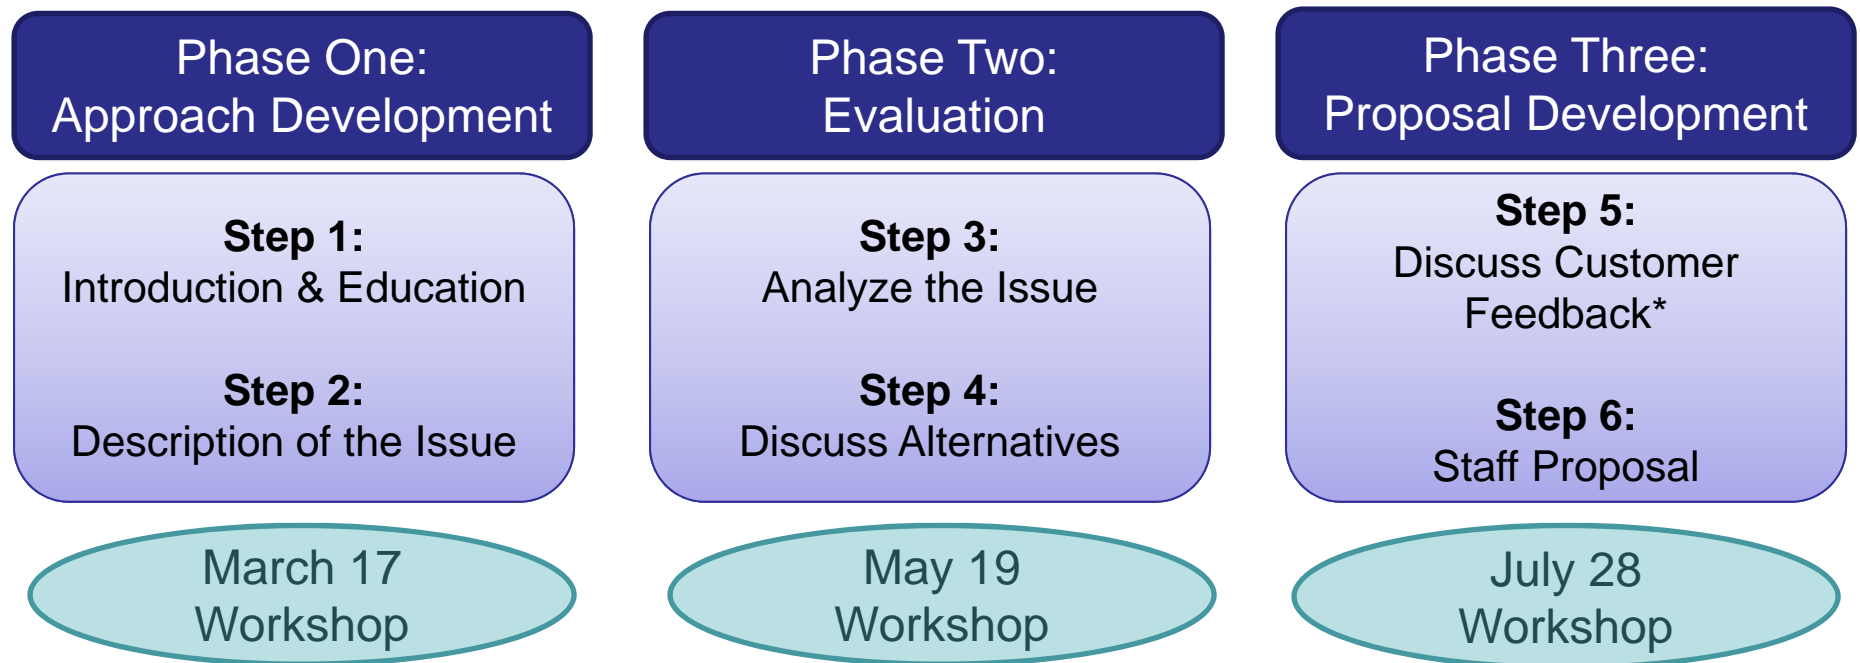 Phase One:
Approach Development
Step 1:
Introduction & Education
Step 2:
Description of the Issue
March 17
Workshop
Phase Two:
Evaluation
Step 3:
Analyze the Issue
Step 4:
Discuss Alternatives
May 19
Workshop
Phase Three:
Proposal Development
Step 5:
Discuss Customer
Feedback*
Step 6:
Staff Proposal
July 28
Workshop